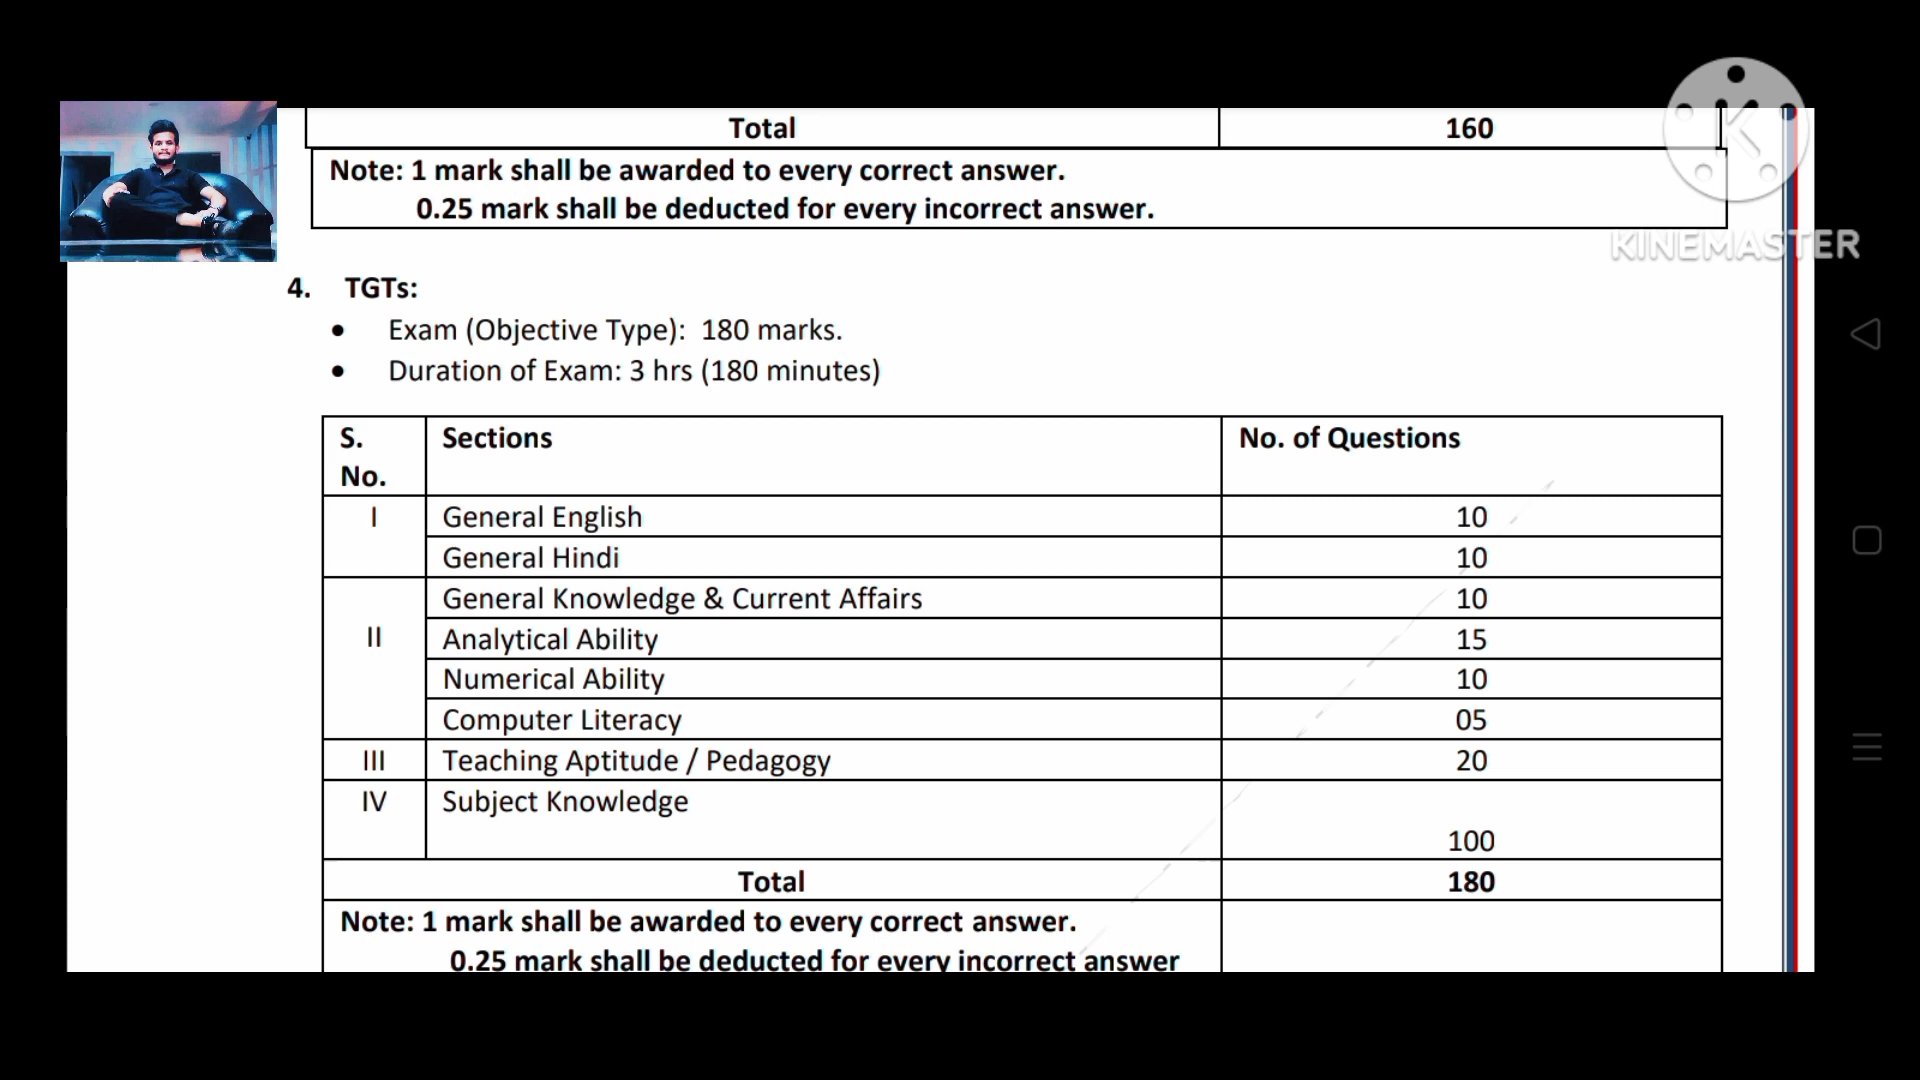 Total 160
Note: 1 mark shall be awarded to every correct answer.
0.25 mark shall be deducted for every incorrect answer.
KINEMASTER
4. TGTs:
• Exam (Objective Type): 180 marks.
• Duration of Exam: 3 hrs (180 minutes)
S. No. Sections No. of Questions
I General English 10
General Hindi 10
General Knowledge & Current Affairs 10
II Analytical Ability 15
Numerical Ability 10
Computer Literacy 05
III Teaching Aptitude / Pedagogy 20
IV Subject Knowledge
100
Total 180
Note: 1 mark shall be awarded to every correct answer.
0.25 mark shall be deducted for every incorrect answer